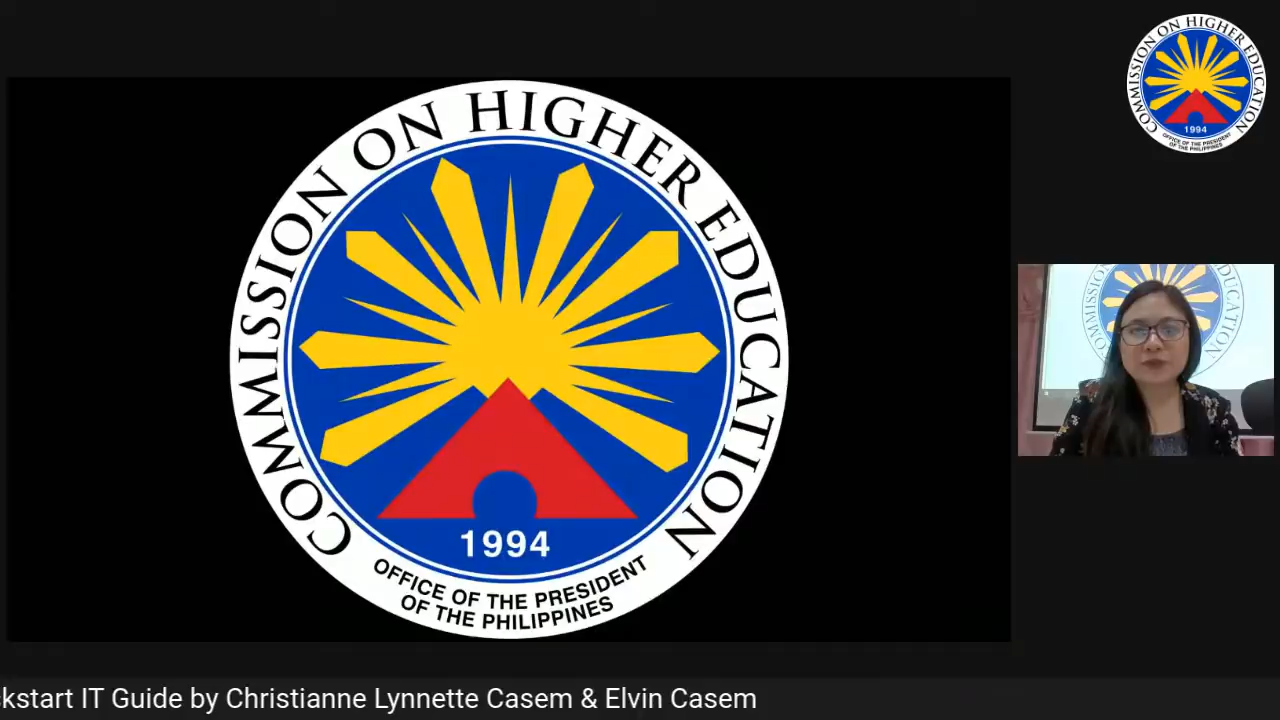 COMMISSION ON HIGHER EDUCATION
1994
OFFICE OF THE PRESIDENT
OF THE PHILIPPINES
COMMISSION ON HIGHER EDUCATION
1994
OFFICE OF THE PRESIDENT
OF THE PHILIPPINES
kstart IT Guide by Christianne Lynnette Casem & Elvin Casem